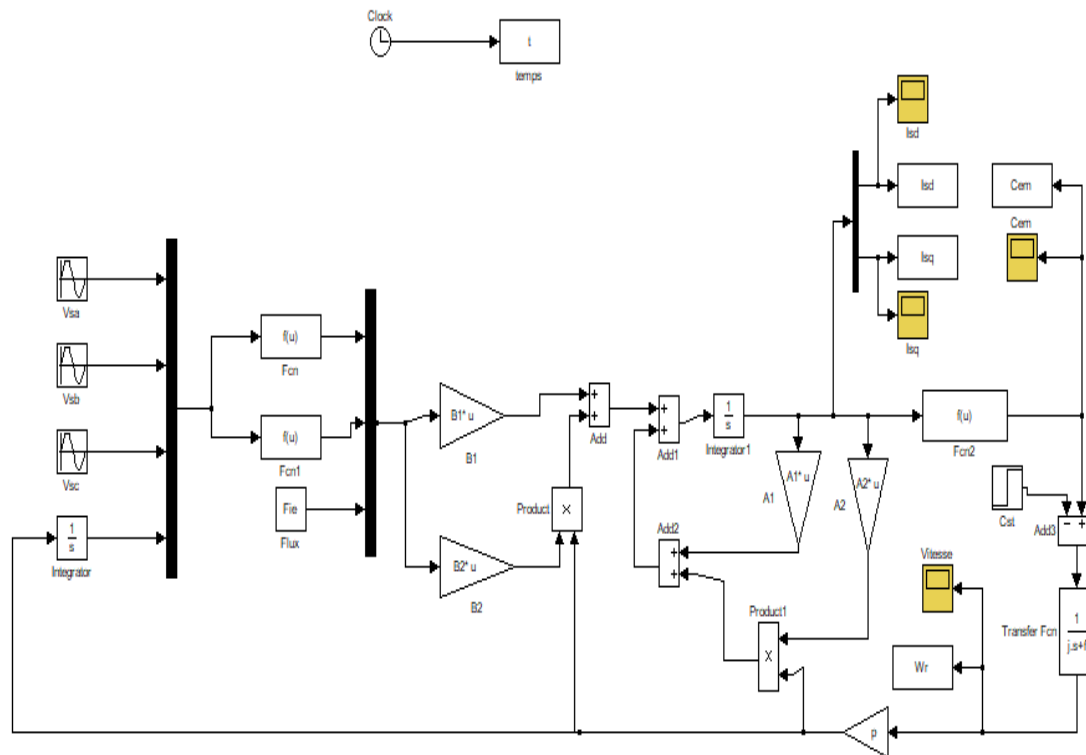 Clock
t
temps
Isd
Isd
Cem
Cem
Isq
Isq
Vsa
Vsb
Vsc
1
s
Integrator
f(u)
Fcn
f(u)
Fcn1
Fie
Flux
B1* u
B1
B2* u
B2
+
+
Add
Product
×
+
+
Add1
1
s
Integrator1
A1* u
A1
A2* u
A2
f(u)
Fcn2
Cst
− +
Add3
Add2
+
+
Product1
X
Vitesse
Wr
Transfer Fcn
1
j.s+f
p